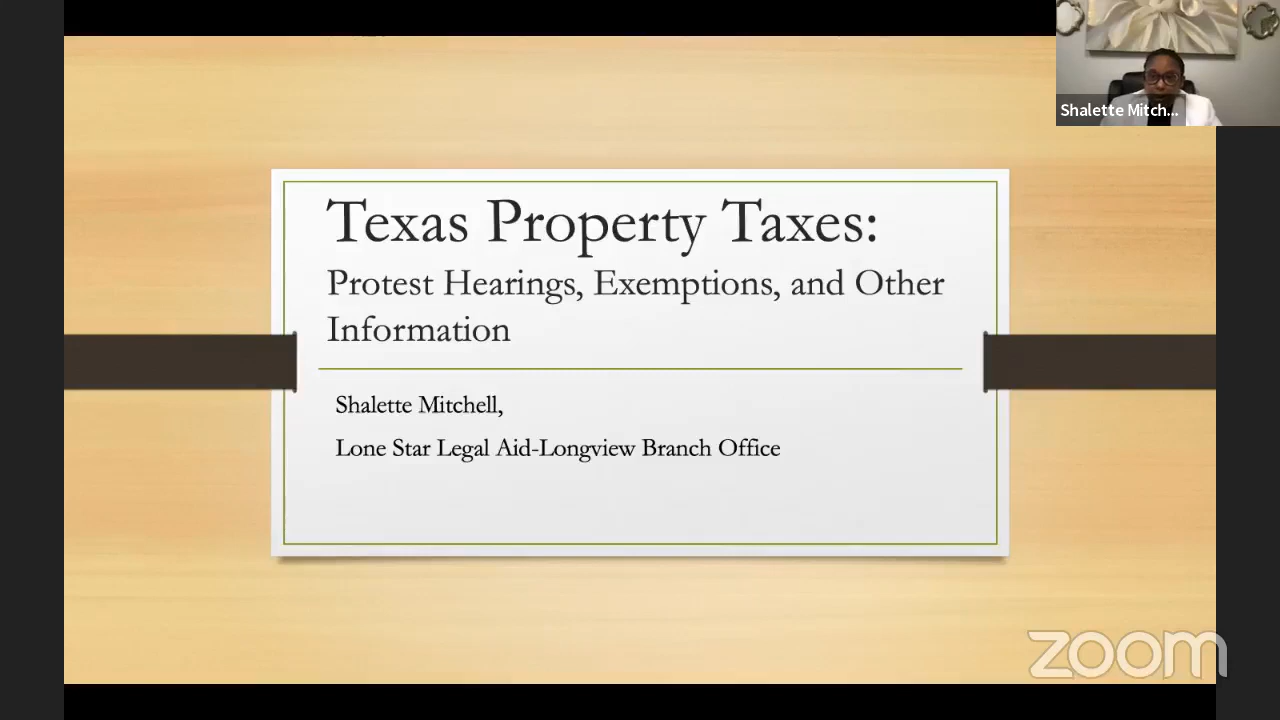 Shalette Mitch...
Texas Property Taxes:
Protest Hearings, Exemptions, and Other
Information
Shalette Mitchell,
Lone Star Legal Aid-Longview Branch Office
zoom